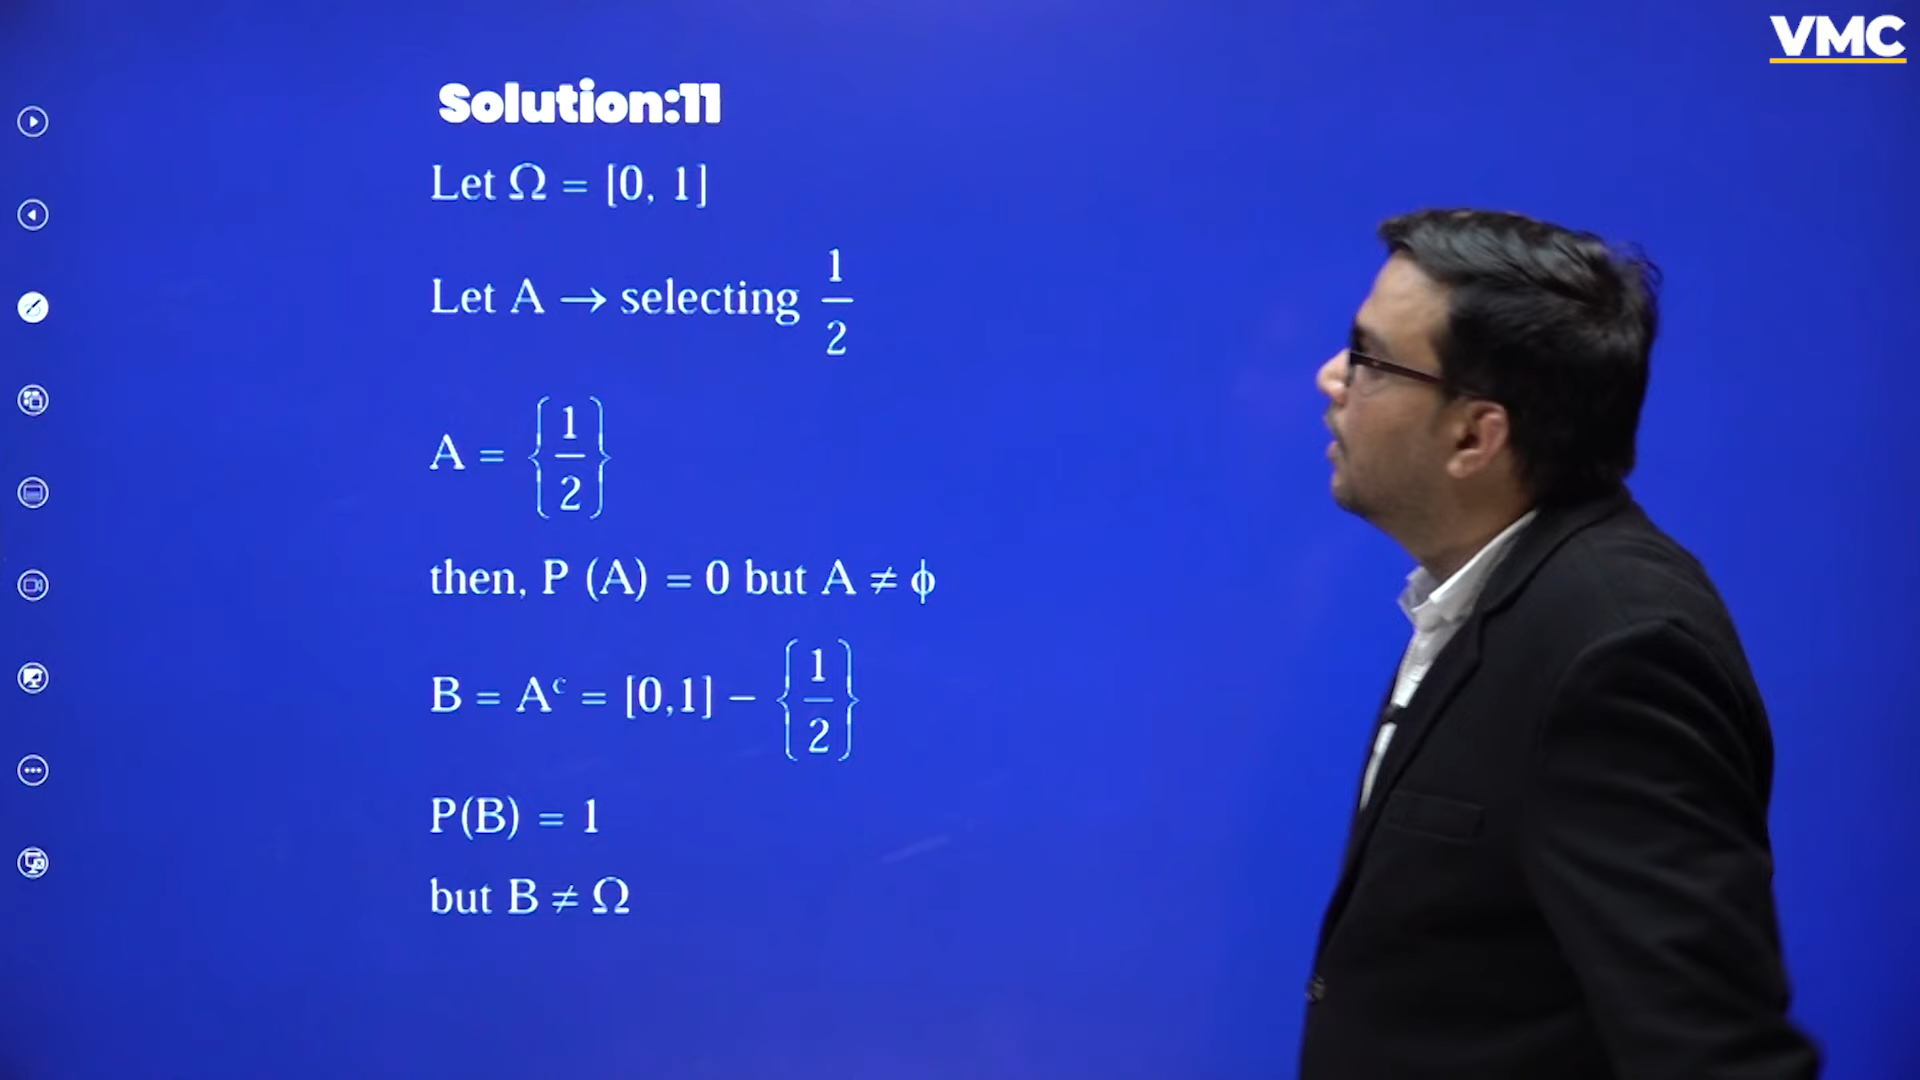 VMC
Solution:11
Let Ω = [0, 1]
Let A → selecting 1/2
A = {1/2}
then, P (A) = 0 but A ≠ ϕ
B = Aᶜ = [0,1] – {1/2}
P(B) = 1
but B ≠ Ω